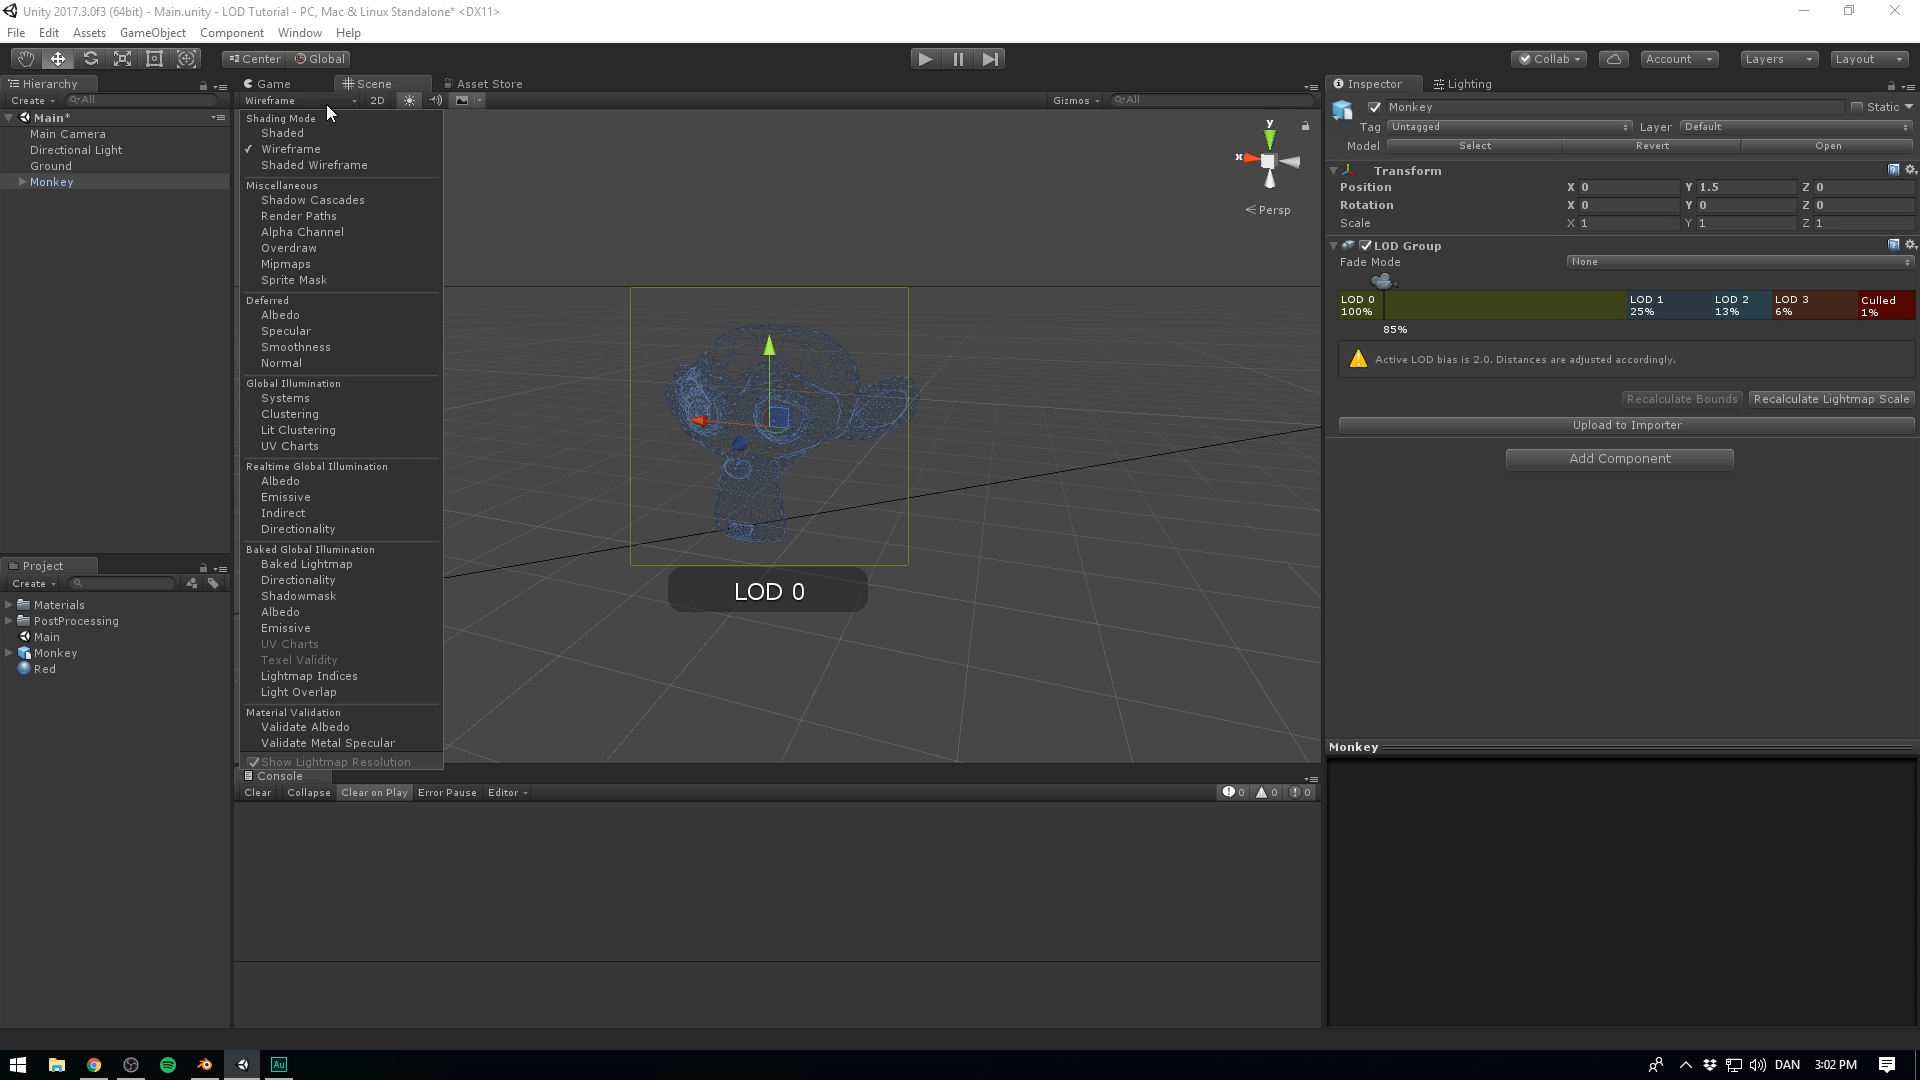 Unity 2017.3.0f3 (64bit) - Main.unity - LOD Tutorial - PC, Mac & Linux Standalone* <DX11>
File Edit Assets GameObject Component Window Help
Center Global
Collab Account Layers Layout
Hierarchy
Create All
Main*
Main Camera
Directional Light
Ground
Monkey
Project
Create
Materials
PostProcessing
Main
Monkey
Red
Game Scene Asset Store
Wireframe 2D Gizmos All
Shading Mode
Shaded
Wireframe
Shaded Wireframe
Miscellaneous
Shadow Cascades
Render Paths
Alpha Channel
Overdraw
Mipmaps
Sprite Mask
Deferred
Albedo
Specular
Smoothness
Normal
Global Illumination
Systems
Clustering
Lit Clustering
UV Charts
Realtime Global Illumination
Albedo
Emissive
Indirect
Directionality
Baked Global Illumination
Baked Lightmap
Directionality
Shadowmask
Albedo
Emissive
UV Charts
Texel Validity
Lightmap Indices
Light Overlap
Material Validation
Validate Albedo
Validate Metal Specular
Show Lightmap Resolution
y
x
Persp
LOD 0
Console
Clear Collapse Clear on Play Error Pause Editor 0 0 0
Inspector Lighting
Monkey Static
Tag Untagged Layer Default
Model Select Revert Open
Transform
Position X 0 Y 1.5 Z 0
Rotation X 0 Y 0 Z 0
Scale X 1 Y 1 Z 1
LOD Group
Fade Mode None
LOD 0 LOD 1 LOD 2 LOD 3 Culled
100% 25% 13% 6% 1%
85%
Active LOD bias is 2.0. Distances are adjusted accordingly.
Recalculate Bounds Recalculate Lightmap Scale
Upload to Importer
Add Component
Monkey
Au
DAN 3:02 PM